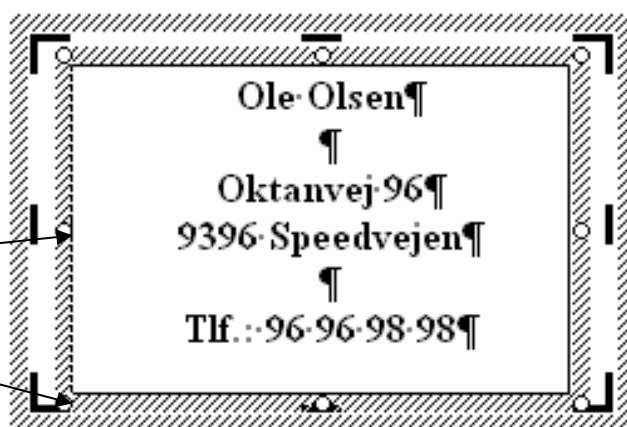 Ole Olsen¶
¶
Oktanvej 96¶
9396 Speedvejen¶
¶
Tlf.: 96 96 98 98¶